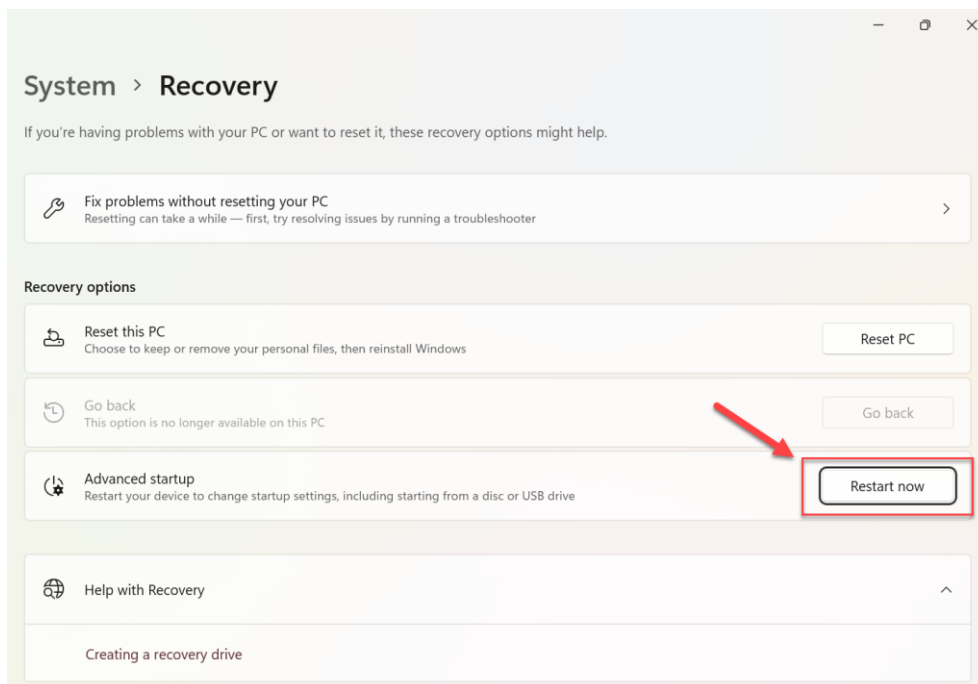 System > Recovery
If you're having problems with your PC or want to reset it, these recovery options might help.
Fix problems without resetting your PC
Resetting can take a while — first, try resolving issues by running a troubleshooter
Recovery options
Reset this PC
Choose to keep or remove your personal files, then reinstall Windows
Reset PC
Go back
This option is no longer available on this PC
Go back
Advanced startup
Restart your device to change startup settings, including starting from a disc or USB drive
Restart now
Help with Recovery
Creating a recovery drive